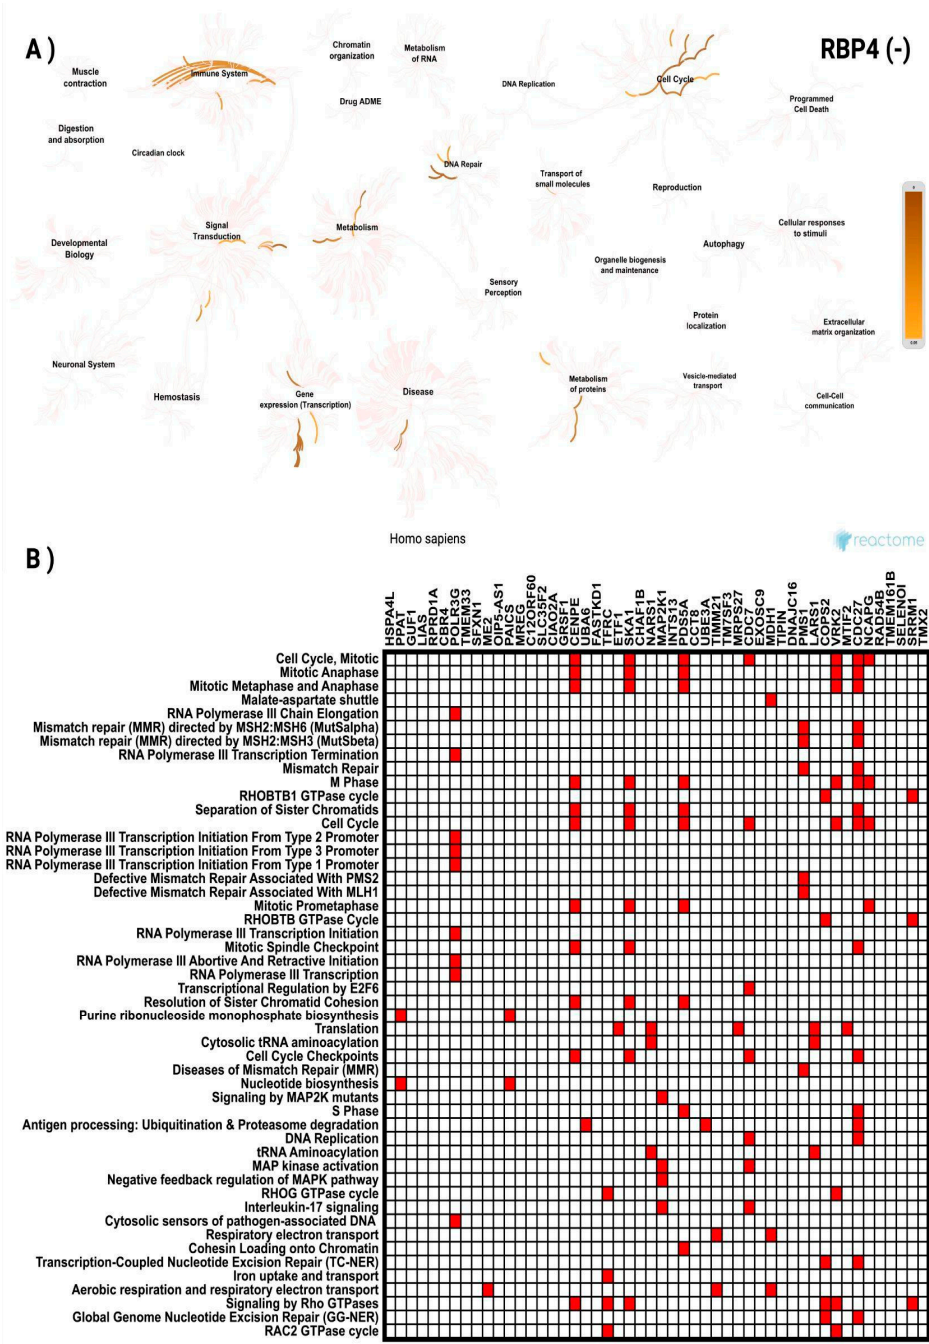 A )
RBP4 (-)
Muscle
contraction
Immune System
Chromatin
organization
Metabolism
of RNA
DNA Replication
Cell Cycle
Programmed
Cell Death
Drug ADME
Digestion
and absorption
Circadian clock
DNA Repair
Transport of
small molecules
Reproduction
Developmental
Biology
Signal
Transduction
Metabolism
Autophagy
Cellular responses
to stimuli
Organelle biogenesis
and maintenance
Sensory
Perception
Protein
localization
Extracellular
matrix organization
Neuronal System
Hemostasis
Gene
expression (Transcription)
Disease
Metabolism
of proteins
Vesicle-mediated
transport
Cell-Cell
communication
Homo sapiens
reactome
B )
HSPA4L
PPAT
GUF1
LIAS
RPRD1A
CBR4
POLR3G
TMEM33
SFXN1
ME2
OIP5-AS1
PAICS
NREG
C12ORF60
SLC35F2
CIAO2A
GRSF1
CENPE
UBA6
FASTKD1
TFRC
ETF1
SKA1
CHAF1B
NARS1
MAP2K1
INTS13
PDS5A
CCT8
UBE3A
TIMM21
TM7SF3
MRPS27
CDC7
EXOSC9
MDH1
TIPIN
DNAJC16
PMS1
LARS1
COPS2
VRK2
MTIF2
CDC27
NCAPG
RAD54B
TMEM161B
SELENOI
SRRM1
TMX2
Cell Cycle, Mitotic
Mitotic Anaphase
Mitotic Metaphase and Anaphase
Malate-aspartate shuttle
RNA Polymerase III Chain Elongation
Mismatch repair (MMR) directed by MSH2:MSH6 (MutSalpha)
Mismatch repair (MMR) directed by MSH2:MSH3 (MutSbeta)
RNA Polymerase III Transcription Termination
Mismatch Repair
M Phase
RHOBTB1 GTPase cycle
Separation of Sister Chromatids
Cell Cycle
RNA Polymerase III Transcription Initiation From Type 2 Promoter
RNA Polymerase III Transcription Initiation From Type 3 Promoter
RNA Polymerase III Transcription Initiation From Type 1 Promoter
Defective Mismatch Repair Associated With PMS2
Defective Mismatch Repair Associated With MLH1
Mitotic Prometaphase
RHOBTB GTPase Cycle
RNA Polymerase III Transcription Initiation
Mitotic Spindle Checkpoint
RNA Polymerase III Abortive And Retractive Initiation
RNA Polymerase III Transcription
Transcriptional Regulation by E2F6
Resolution of Sister Chromatid Cohesion
Purine ribonucleoside monophosphate biosynthesis
Translation
Cytosolic tRNA aminoacylation
Cell Cycle Checkpoints
Diseases of Mismatch Repair (MMR)
Nucleotide biosynthesis
Signaling by MAP2K mutants
S Phase
Antigen processing: Ubiquitination & Proteasome degradation
DNA Replication
tRNA Aminoacylation
MAP kinase activation
Negative feedback regulation of MAPK pathway
RHOG GTPase cycle
Interleukin-17 signaling
Cytosolic sensors of pathogen-associated DNA
Respiratory electron transport
Cohesin Loading onto Chromatin
Transcription-Coupled Nucleotide Excision Repair (TC-NER)
Iron uptake and transport
Aerobic respiration and respiratory electron transport
Signaling by Rho GTPases
Global Genome Nucleotide Excision Repair (GG-NER)
RAC2 GTPase cycle